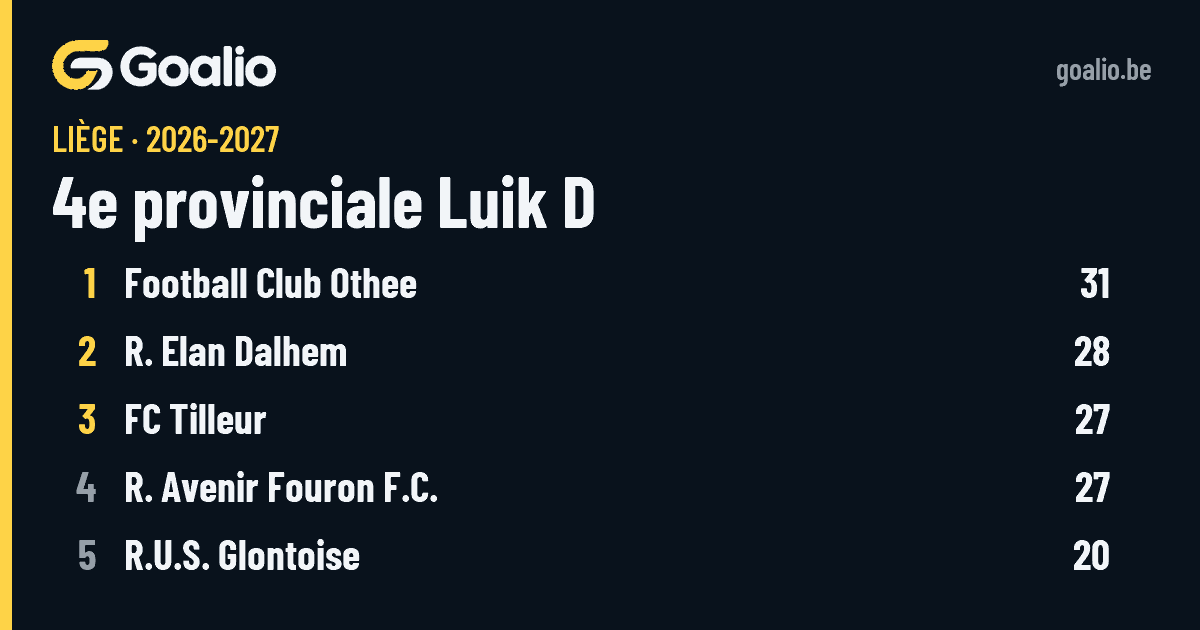 Goalio
goalio.be
LIÈGE · 2026-2027
4e provinciale Luik D
1 Football Club Othee 31
2 R. Elan Dalhem 28
3 FC Tilleur 27
4 R. Avenir Fouron F.C. 27
5 R.U.S. Glontoise 20